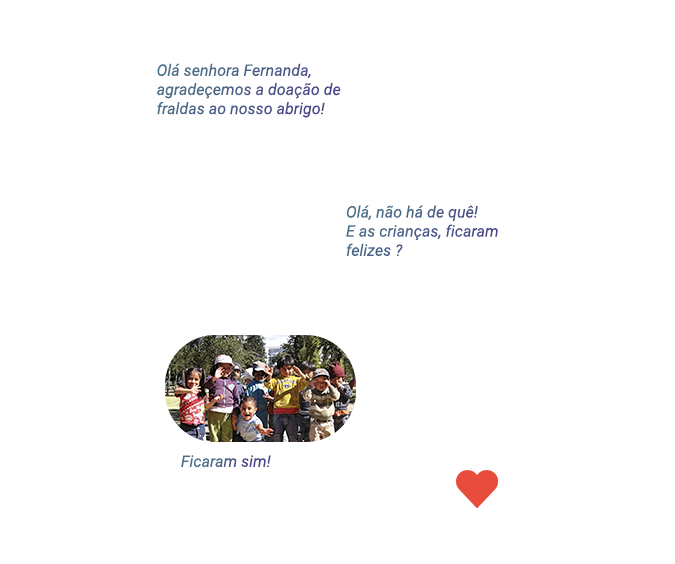 Olá senhora Fernanda,
agradeçemos a doação de
fraldas ao nosso abrigo!
Olá, não há de quê!
E as crianças, ficaram
felizes ?
Ficaram sim!